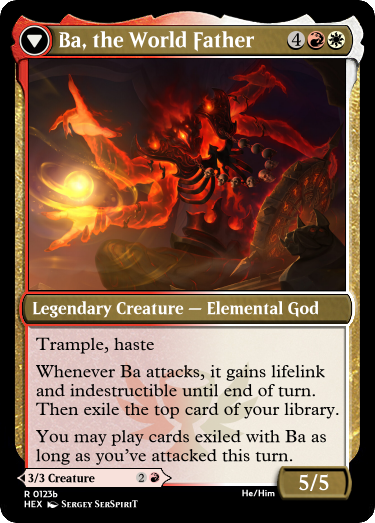 Ba, the World Father 4
Legendary Creature — Elemental God
Trample, haste
Whenever Ba attacks, it gains lifelink
and indestructible until end of turn.
Then exile the top card of your library.
You may play cards exiled with Ba as
long as you've attacked this turn.
3/3 Creature 2
5/5
R 0123b He/Him
HEX Sergey SerSpiriT